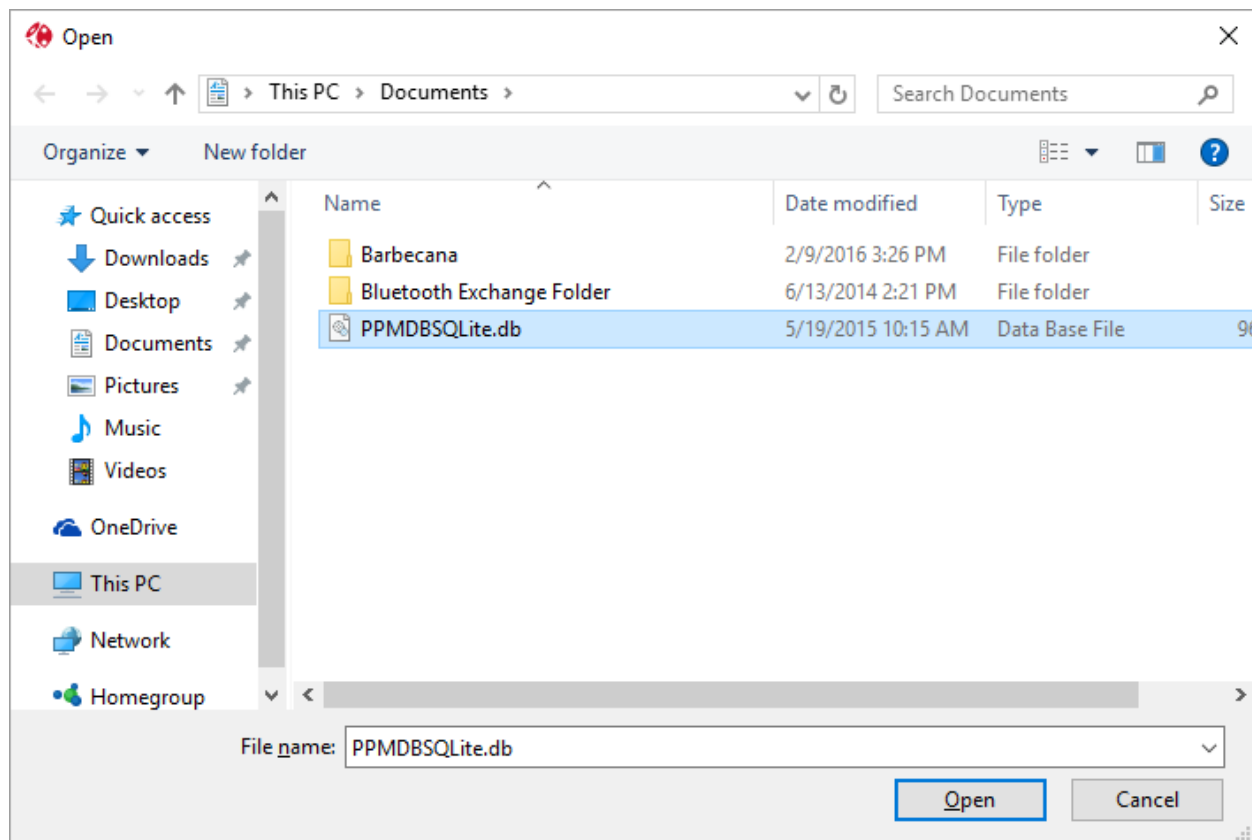 Open
This PC > Documents >
Search Documents
Organize
New folder
?
Name
Date modified
Type
Size
Quick access
Downloads
Desktop
Documents
Pictures
Music
Videos
OneDrive
This PC
Network
Homegroup
Barbecana 2/9/2016 3:26 PM File folder
Bluetooth Exchange Folder 6/13/2014 2:21 PM File folder
PPMDBSQLite.db 5/19/2015 10:15 AM Data Base File
File name: PPMDBSQLite.db
Open
Cancel